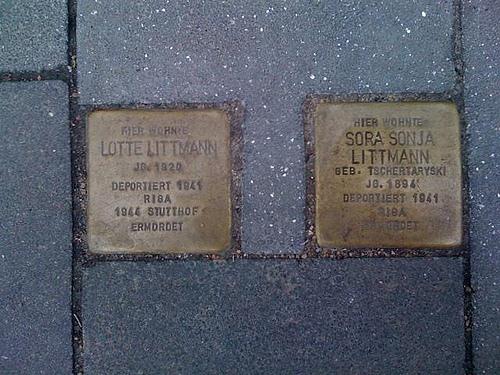 HIER WOHNTE
LOTTE LITTMANN
JG. 1920
DEPORTIERT 1941
RIGA
1944 STUTTHOF
ERMORDET
HIER WOHNTE
SORA SONJA
LITTMANN
GEB. TSCHERTARYSKI
JG. 1894
DEPORTIERT 1941
RIGA
ERMORDET